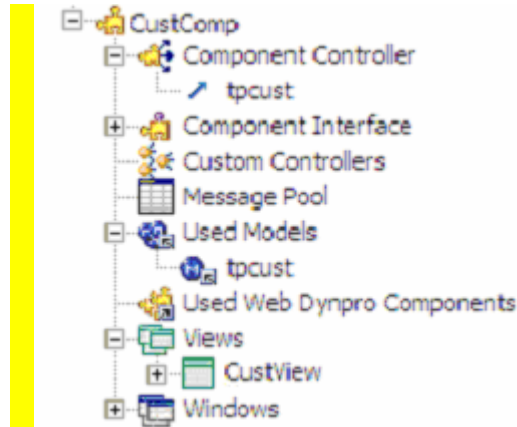 CustComp
Component Controller
tpcust
Component Interface
Custom Controllers
Message Pool
Used Models
tpcust
Used Web Dynpro Components
Views
CustView
Windows